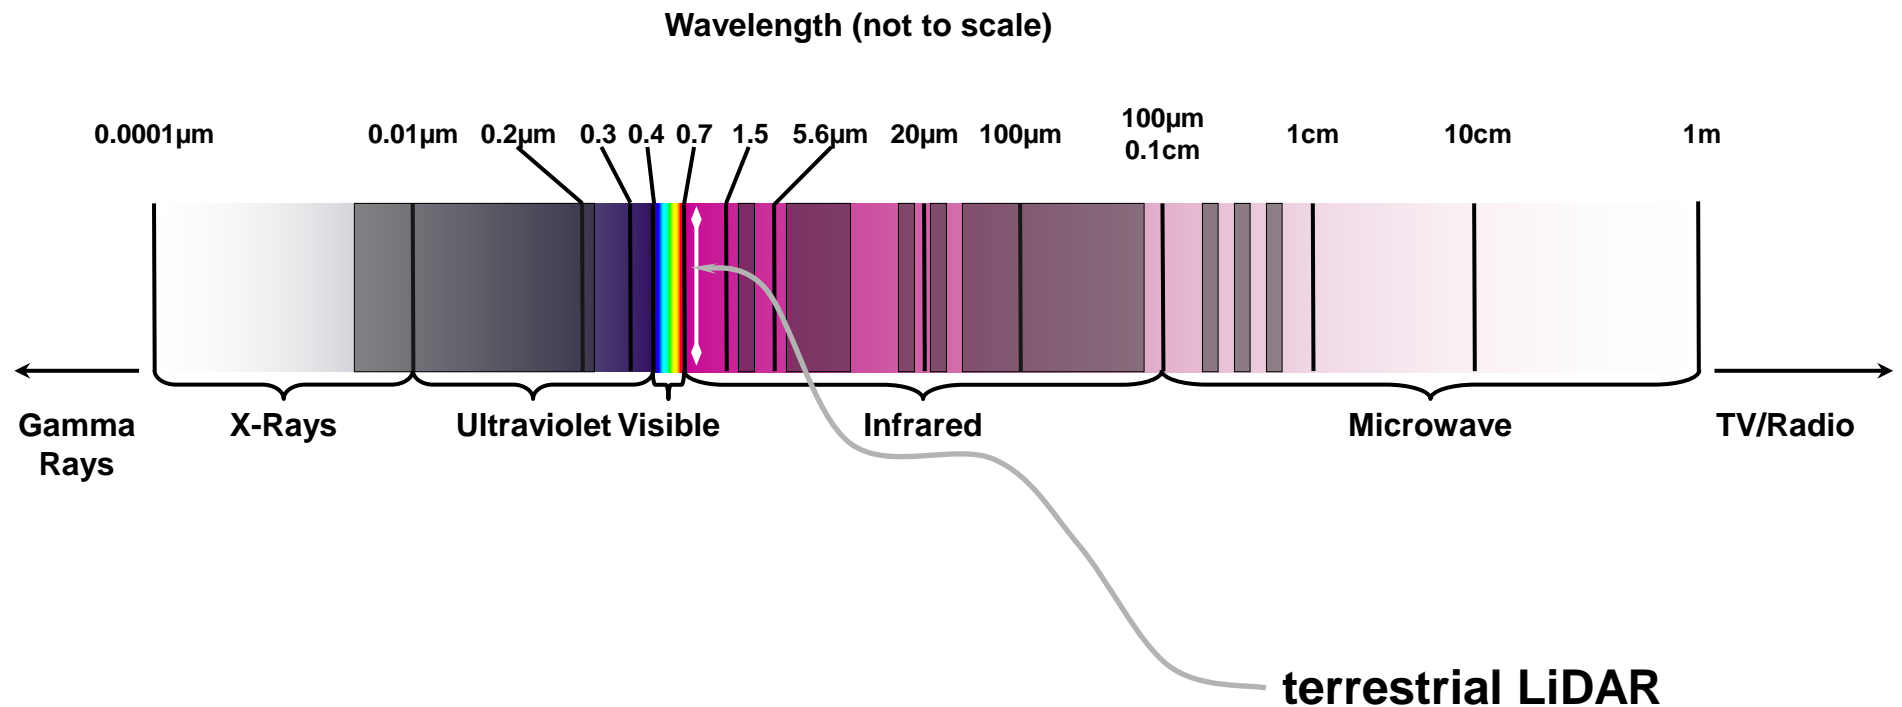 Wavelength (not to scale)
100µm
0.0001µm 0.01µm 0.2µm 0.3 0.4 0.7 1.5 5.6µm 20µm 100µm 0.1cm 1cm 10cm 1m
Gamma X-Rays Ultraviolet Visible Infrared Microwave TV/Radio
Rays
terrestrial LiDAR